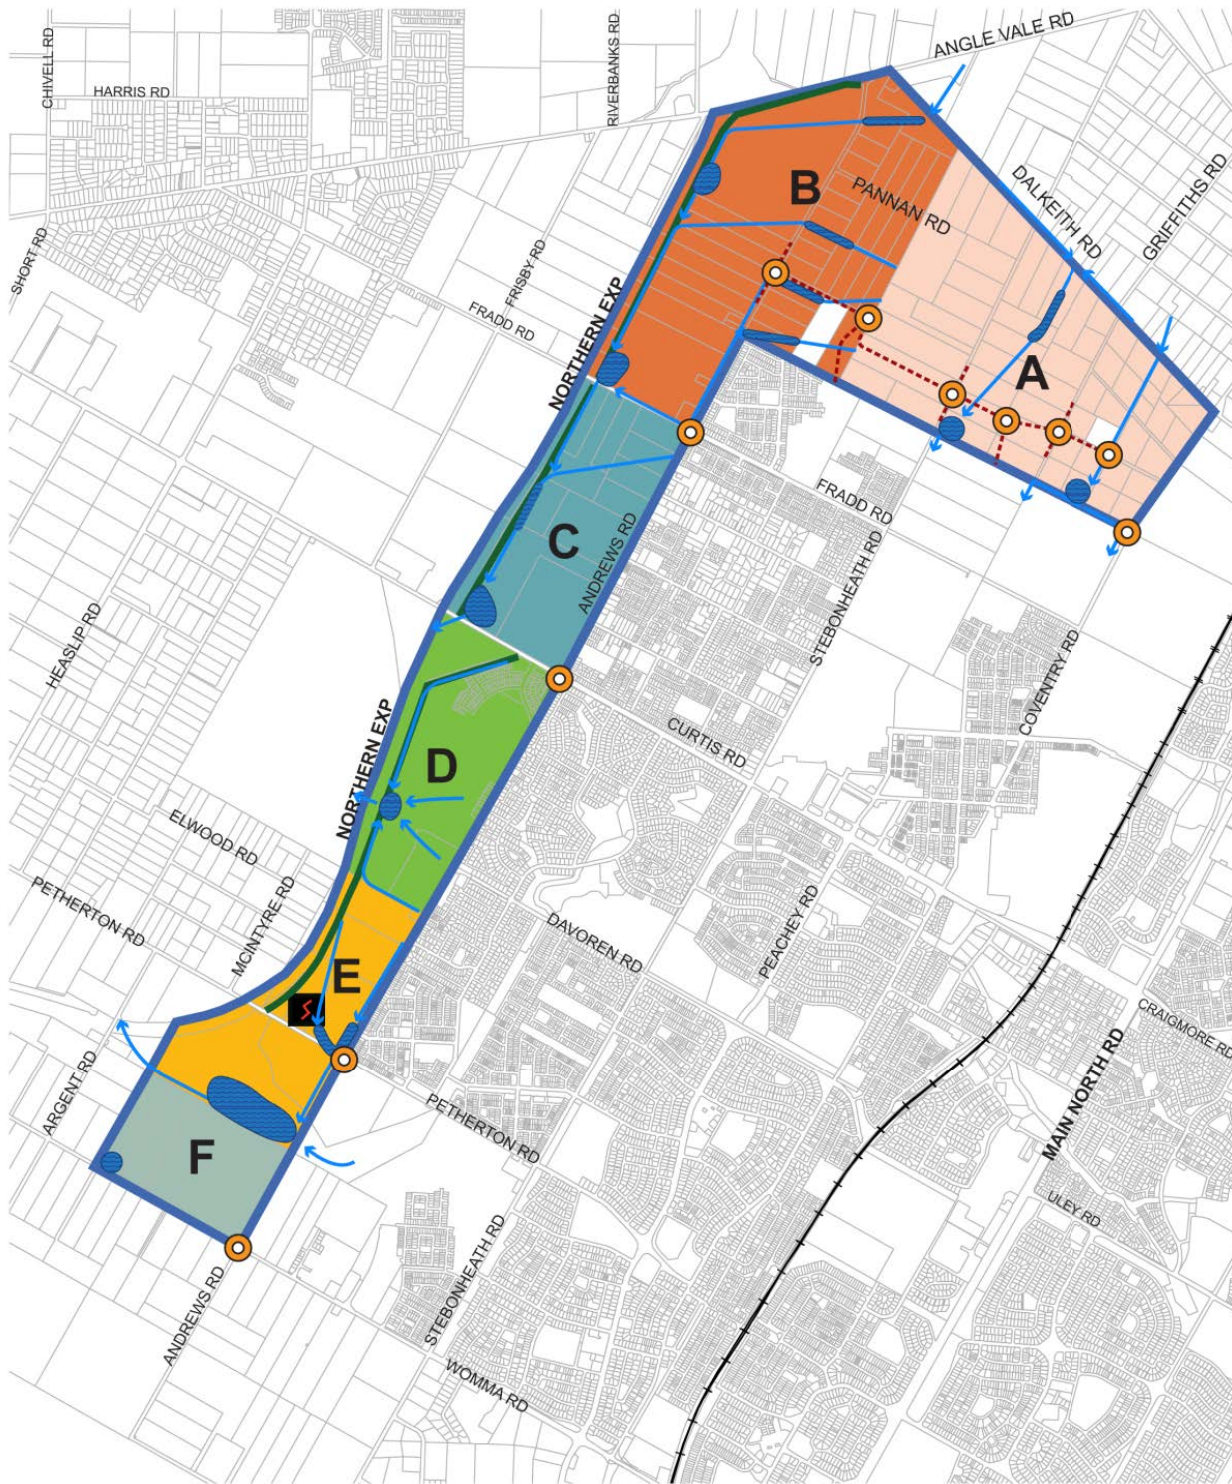 ANGLE VALE RD
CHIVELL RD
HARRIS RD
RIVERBANKS RD
B
PANNAN RD
DALKEITH RD
GRIFFITHS RD
SHORT RD
FRISBY RD
FRADD RD
NORTHERN EXP
A
FRADD RD
C
ANDREWS RD
STEBONHEATH RD
HEASLIP RD
COVENTRY RD
CURTIS RD
NORTHERN EXP
D
ELWOOD RD
PETHERTON RD
MCINTYRE RD
DAVOREN RD
PEACHEY RD
E
CRAIGMORE RD
MAIN NORTH RD
ARGENT RD
PETHERTON RD
F
ULEY RD
STEBONHEATH RD
ANDREWS RD
WOMMA RD